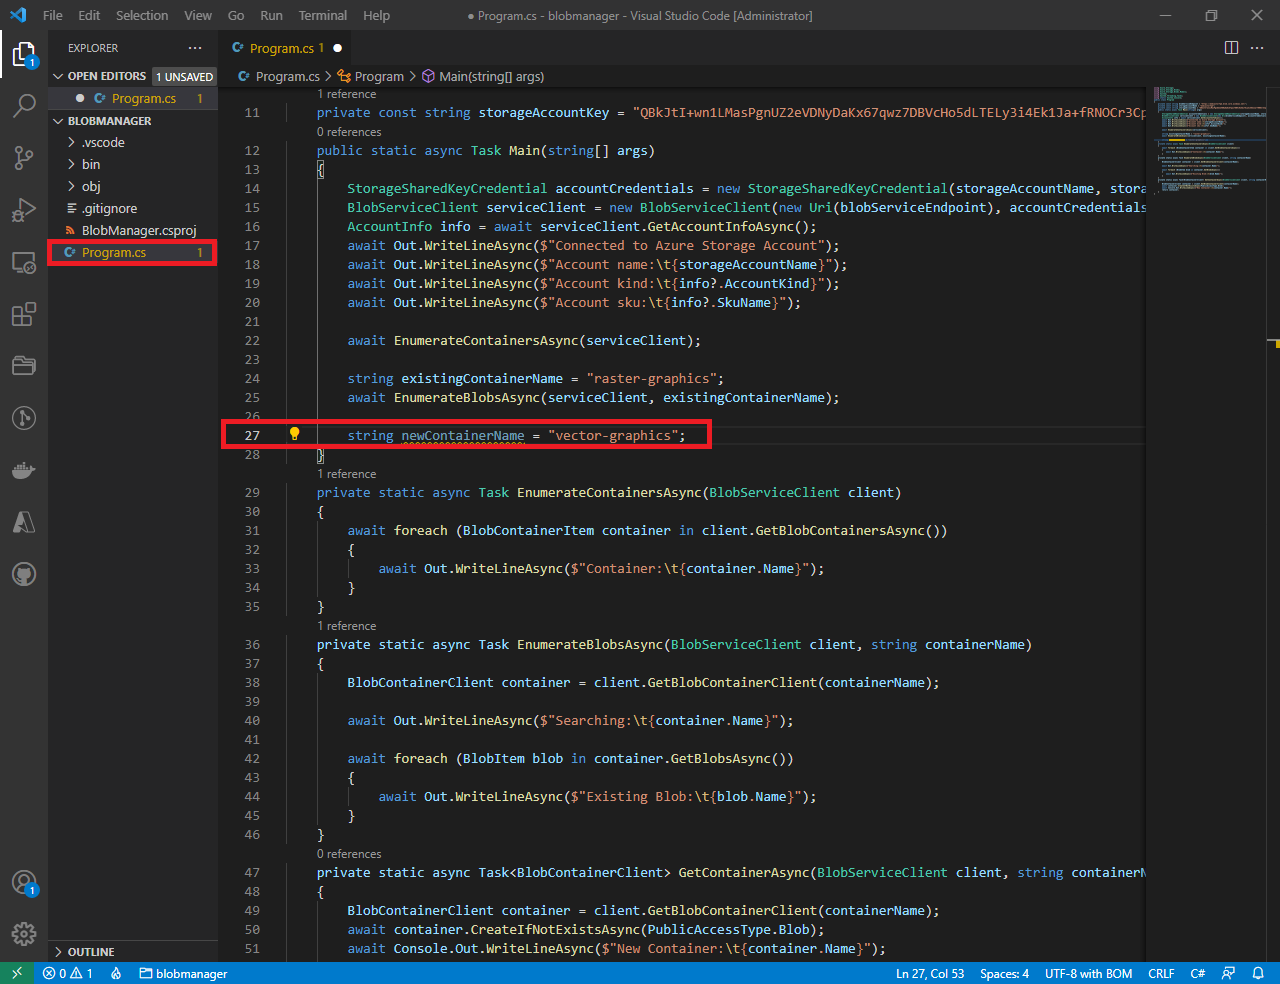 File Edit Selection View Go Run Terminal Help ● Program.cs - blobmanager - Visual Studio Code [Administrator]
EXPLORER
OPEN EDITORS 1 UNSAVED
Program.cs 1
BLOBMANAGER
.vscode
bin
obj
.gitignore
BlobManager.csproj
Program.cs 1
OUTLINE
1
1
Program.cs 1
Program.cs > Program > Main(string[] args)
1 reference
11 private const string storageAccountKey = "QBkJtI+wn1LMasPgnUZ2eVDNyDaKx67qwz7DBVcHo5dLTELy3i4Ek1Ja+fRNOCr3Cp
0 references
12 public static async Task Main(string[] args)
13 {
14 StorageSharedKeyCredential accountCredentials = new StorageSharedKeyCredential(storageAccountName, stora
15 BlobServiceClient serviceClient = new BlobServiceClient(new Uri(blobServiceEndpoint), accountCredentials
16 AccountInfo info = await serviceClient.GetAccountInfoAsync();
17 await Out.WriteLineAsync($"Connected to Azure Storage Account");
18 await Out.WriteLineAsync($"Account name:\t{storageAccountName}");
19 await Out.WriteLineAsync($"Account kind:\t{info?.AccountKind}");
20 await Out.WriteLineAsync($"Account sku:\t{info?.SkuName}");
21
22 await EnumerateContainersAsync(serviceClient);
23
24 string existingContainerName = "raster-graphics";
25 await EnumerateBlobsAsync(serviceClient, existingContainerName);
26
27 string newContainerName = "vector-graphics";
28 }
1 reference
29 private static async Task EnumerateContainersAsync(BlobServiceClient client)
30 {
31 await foreach (BlobContainerItem container in client.GetBlobContainersAsync())
32 {
33 await Out.WriteLineAsync($"Container:\t{container.Name}");
34 }
35 }
1 reference
36 private static async Task EnumerateBlobsAsync(BlobServiceClient client, string containerName)
37 {
38 BlobContainerClient container = client.GetBlobContainerClient(containerName);
39
40 await Out.WriteLineAsync($"Searching:\t{container.Name}");
41
42 await foreach (BlobItem blob in container.GetBlobsAsync())
43 {
44 await Out.WriteLineAsync($"Existing Blob:\t{blob.Name}");
45 }
46 }
0 references
47 private static async Task<BlobContainerClient> GetContainerAsync(BlobServiceClient client, string containerN
48 {
49 BlobContainerClient container = client.GetBlobContainerClient(containerName);
50 await container.CreateIfNotExistsAsync(PublicAccessType.Blob);
51 await Console.Out.WriteLineAsync($"New Container:\t{container.Name}");
0 1 blobmanager Ln 27, Col 53 Spaces: 4 UTF-8 with BOM CRLF C#